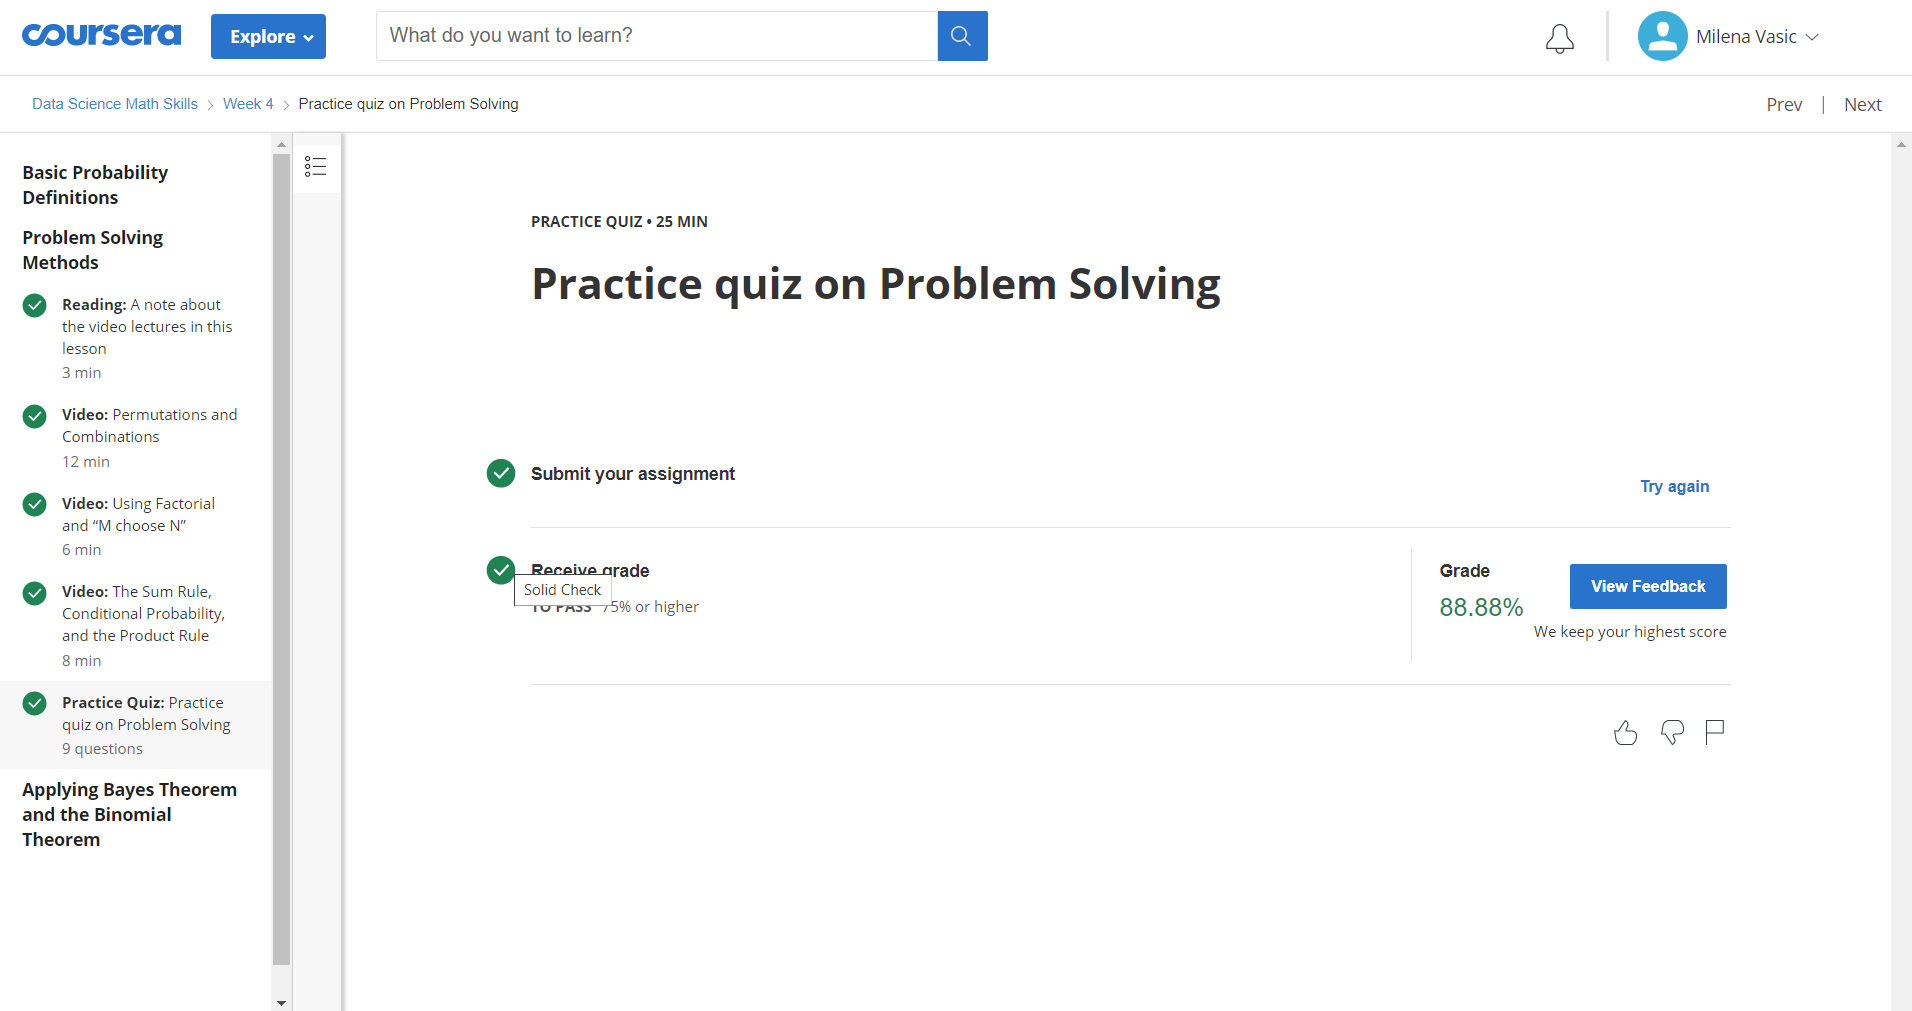 coursera
Explore
What do you want to learn?
Milena Vasic
Data Science Math Skills
Week 4
Practice quiz on Problem Solving
Prev | Next
Basic Probability
Definitions
Problem Solving
Methods
Reading: A note about
the video lectures in this
lesson
3 min
Video: Permutations and
Combinations
12 min
Video: Using Factorial
and “M choose N”
6 min
Video: The Sum Rule,
Conditional Probability,
and the Product Rule
8 min
Practice Quiz: Practice
quiz on Problem Solving
9 questions
Applying Bayes Theorem
and the Binomial
Theorem
PRACTICE QUIZ • 25 MIN
Practice quiz on Problem Solving
Submit your assignment
Try again
Receive grade
Solid Check
TO PASS 75% or higher
Grade
88.88%
View Feedback
We keep your highest score